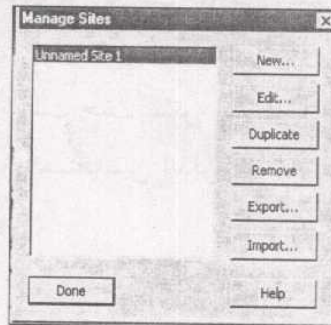 Manage Sites
Unnamed Site 1
New...
Edit...
Duplicate
Remove
Export...
Import...
Done
Help